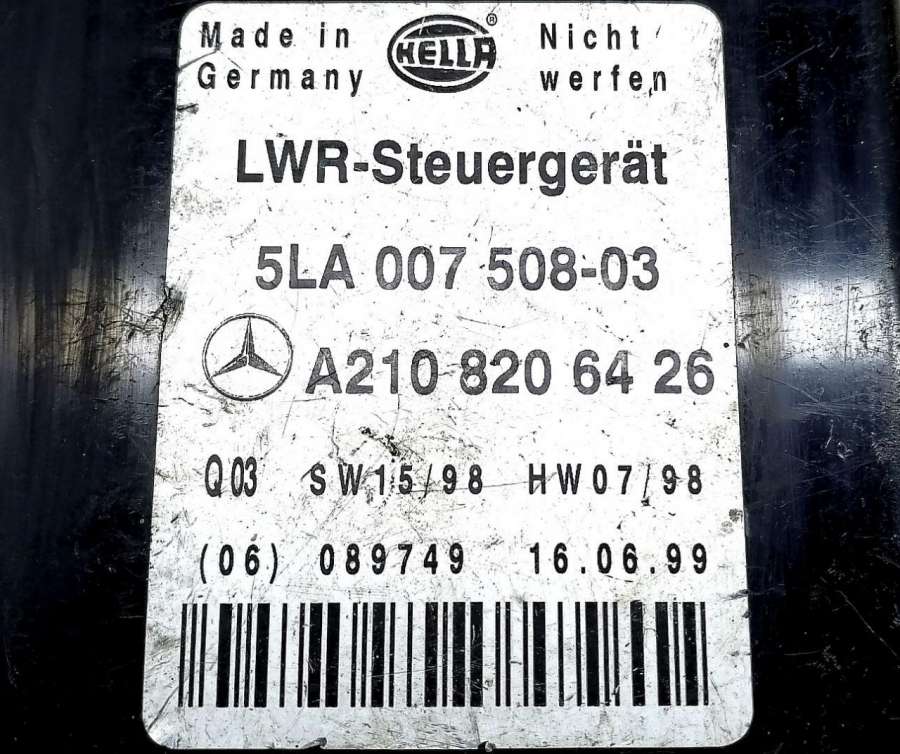 Made in HELLA® Nicht
Germany werfen
LWR-Steuergerät
5LA 007 508-03
A210 820 64 26
Q03 SW15/98 HW07/98
(06) 089749 16.06.99